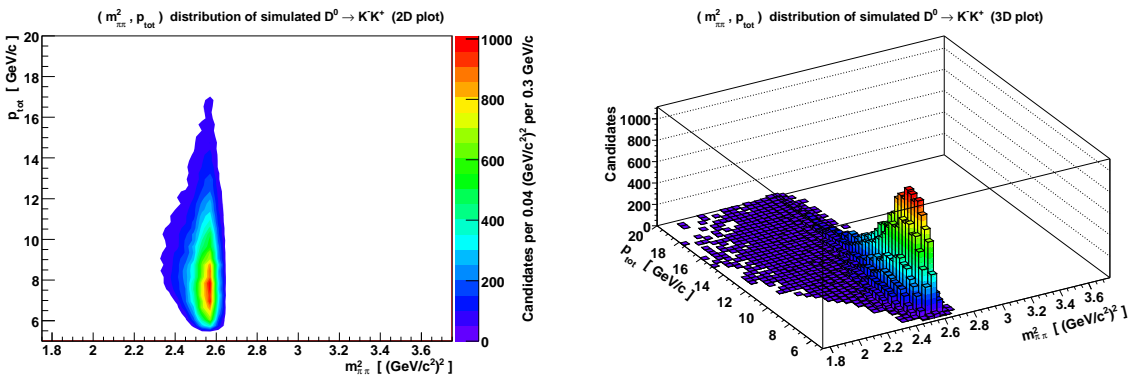 ( m²ππ , ptot ) distribution of simulated D⁰ → K⁻K⁺ (2D plot)
ptot [ GeV/c ]
20
18
16
14
12
10
8
6
1.8 2 2.2 2.4 2.6 2.8 3 3.2 3.4 3.6
m²ππ [ (GeV/c²)² ]
1000
800
600
400
200
0
Candidates per 0.04 (GeV/c²)² per 0.3 GeV/c
( m²ππ , ptot ) distribution of simulated D⁰ → K⁻K⁺ (3D plot)
Candidates
1000
800
600
400
200
0
20 18 16 14 12 10 8 6
ptot [ GeV/c ]
1.8 2 2.2 2.4 2.6 2.8 3 3.2 3.4 3.6
m²ππ [ (GeV/c²)² ]